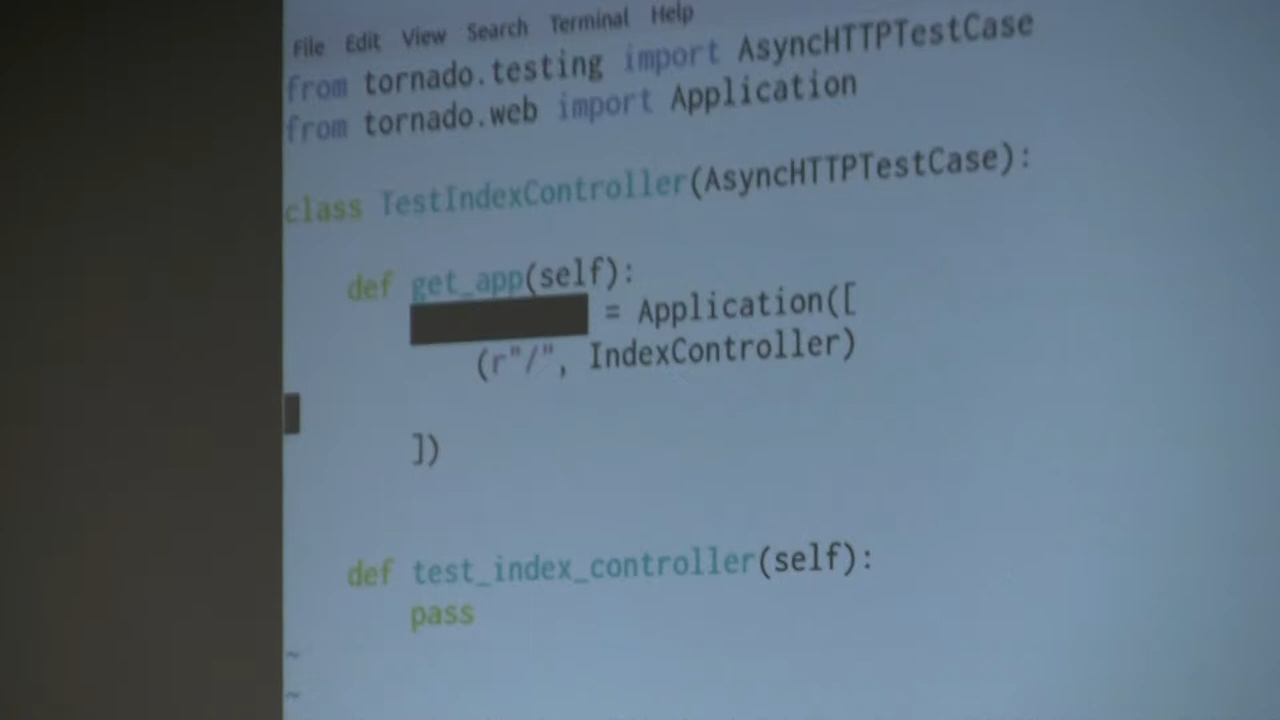 File Edit View Search Terminal Help
from tornado.testing import AsyncHTTPTestCase
from tornado.web import Application
class TestIndexController(AsyncHTTPTestCase):
def get_app(self):
= Application([
(r"/", IndexController)
])
def test_index_controller(self):
pass
~
~